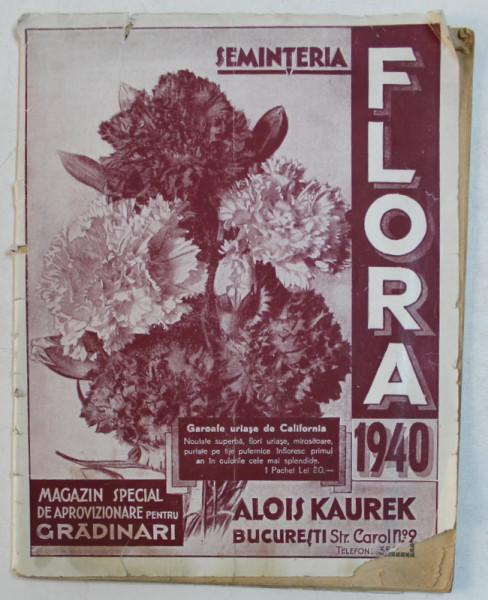 SEMINȚERIA
FLORA
1940
Garoafe uriașe de California
Noutate superbă, flori uriașe, mirositoare,
purtate pe tije puternice înfloresc primul
an în culorile cele mai splendide.
1 Pachet Lei 20.—
MAGAZIN SPECIAL
DE APROVIZIONARE PENTRU
GRĂDINARI
ALOIS KAUREK
BUCUREȘTI Str. Carol No 9
TELEFON: